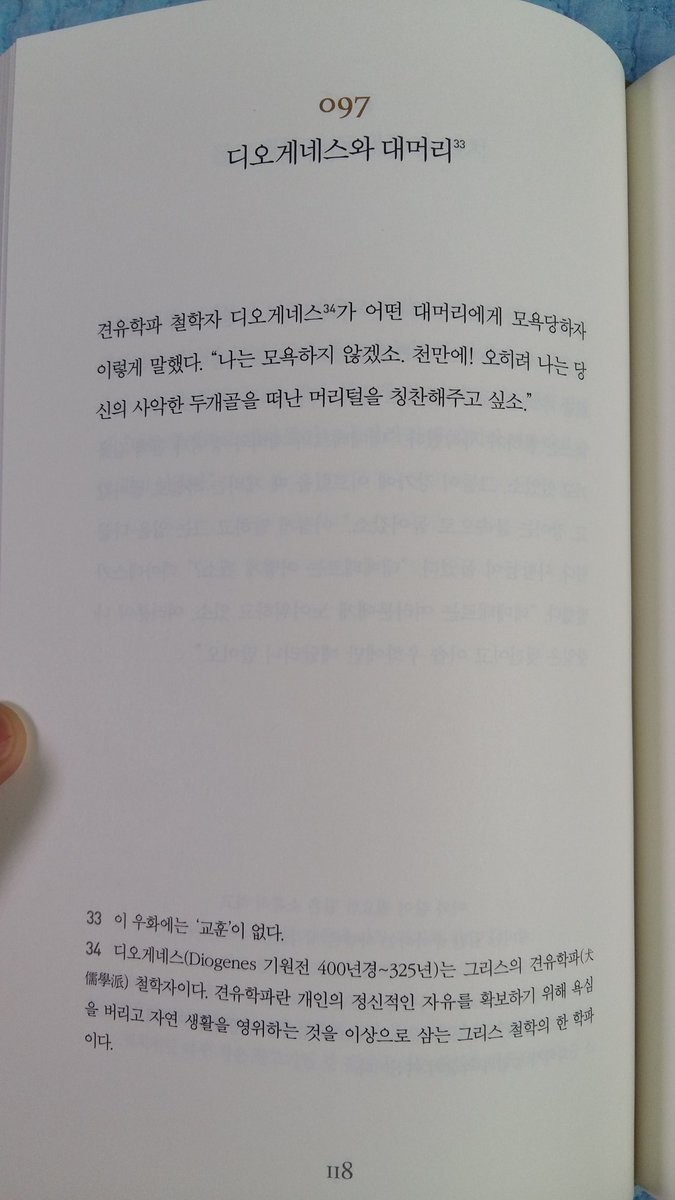 097
디오게네스와 대머리33
견유학파 철학자 디오게네스34가 어떤 대머리에게 모욕당하자
이렇게 말했다. “나는 모욕하지 않겠소. 천만에! 오히려 나는 당
신의 사악한 두개골을 떠난 머리털을 칭찬해주고 싶소.”
33 이 우화에는 ‘교훈’이 없다.
34 디오게네스(Diogenes 기원전 400년경~325년)는 그리스의 견유학파(犬
儒學派) 철학자이다. 견유학파란 개인의 정신적인 자유를 확보하기 위해 욕심
을 버리고 자연 생활을 영위하는 것을 이상으로 삼는 그리스 철학의 한 학파
이다.
118